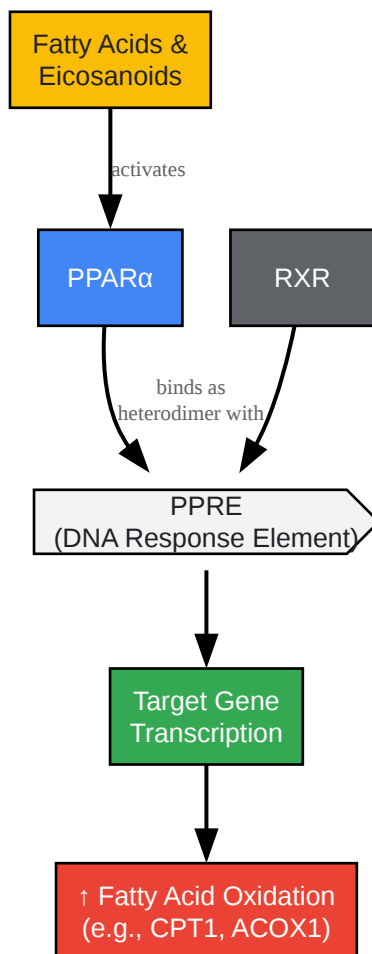 Fatty Acids &
Eicosanoids
activates
PPARα
RXR
binds as
heterodimer with
PPRE
(DNA Response Element)
Target Gene
Transcription
↑ Fatty Acid Oxidation
(e.g., CPT1, ACOX1)